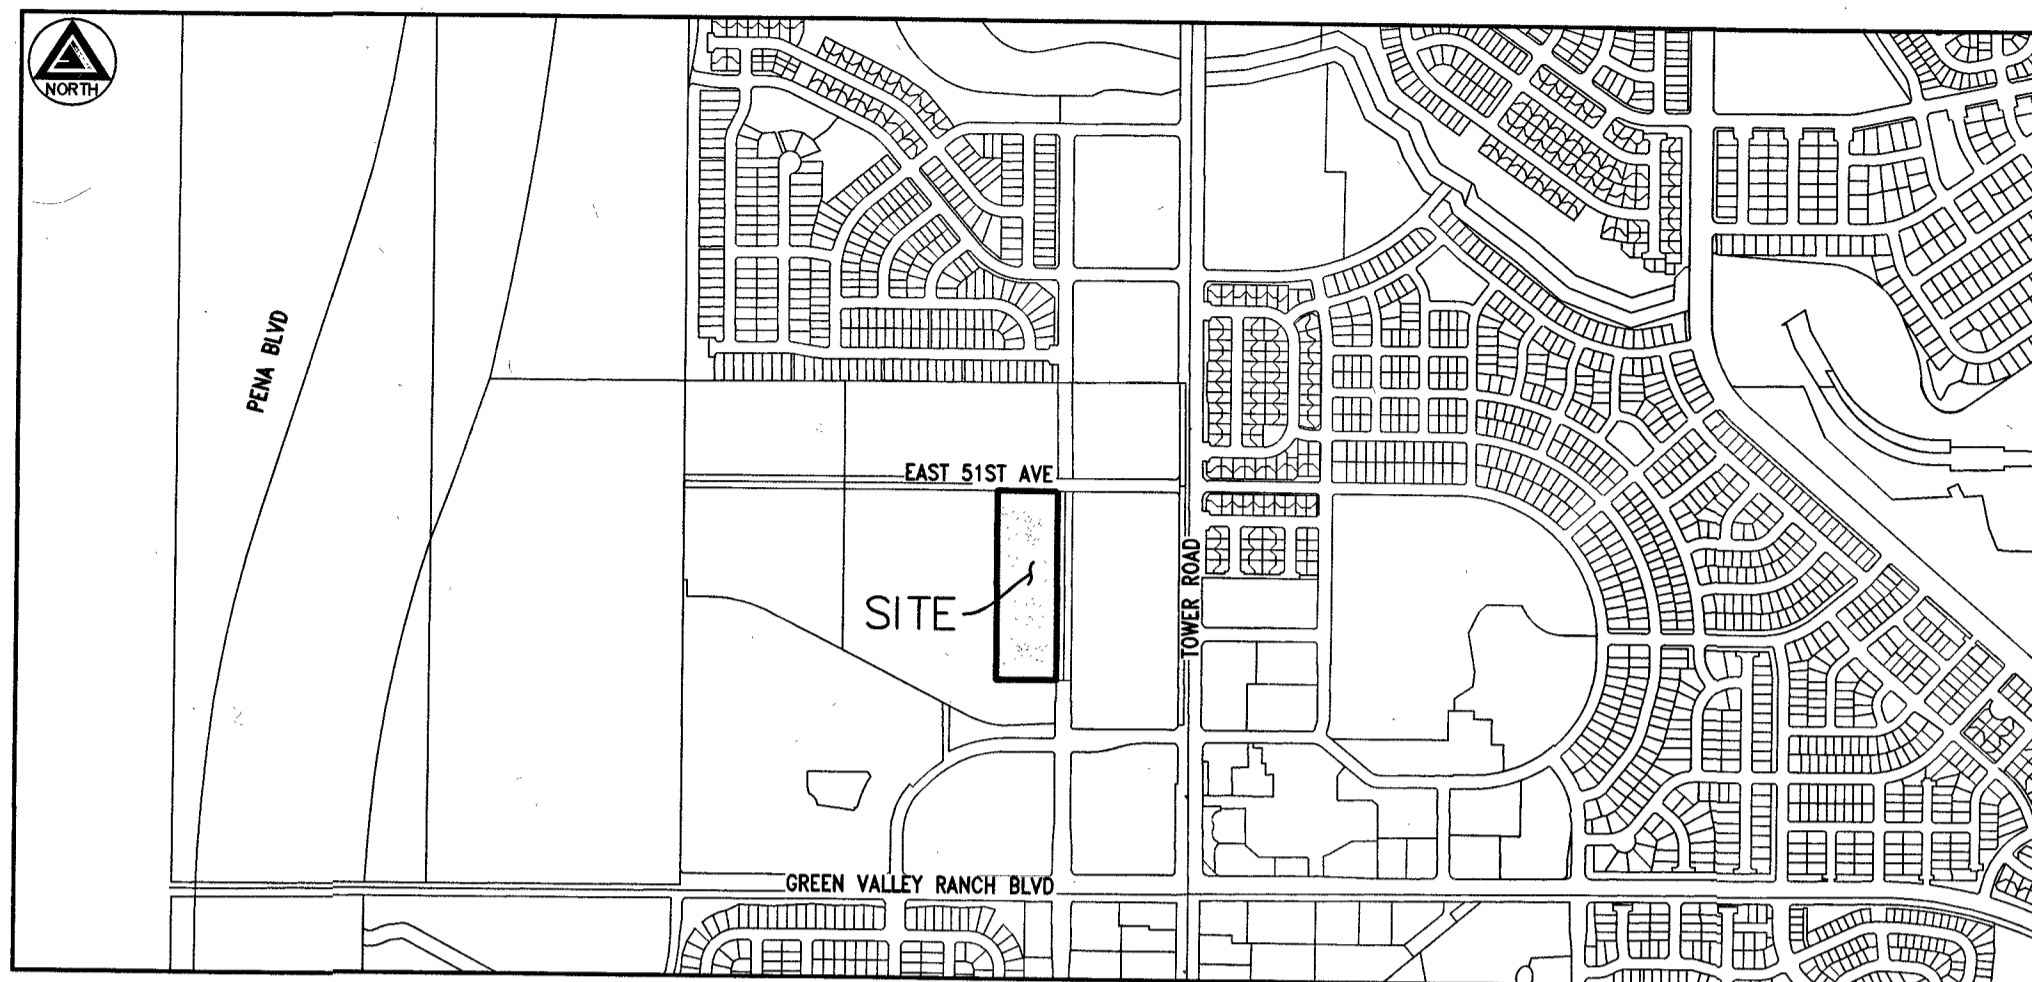 NORTH
PENA BLVD
EAST 51ST AVE
SITE
TOWER ROAD
GREEN VALLEY RANCH BLVD